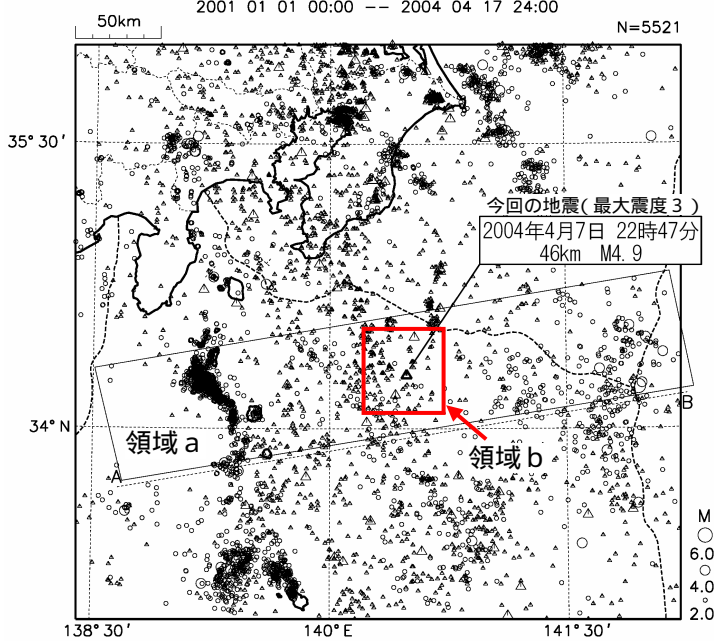 2001 01 01 00:00 -- 2004 04 17 24:00
50km
N=5521
35°30′
今回の地震(最大震度3)
2004年4月7日 22時47分
46km M4.9
34°N
領域a
領域b
A
B
M
6.0
4.0
2.0
138°30′
140°E
141°30′